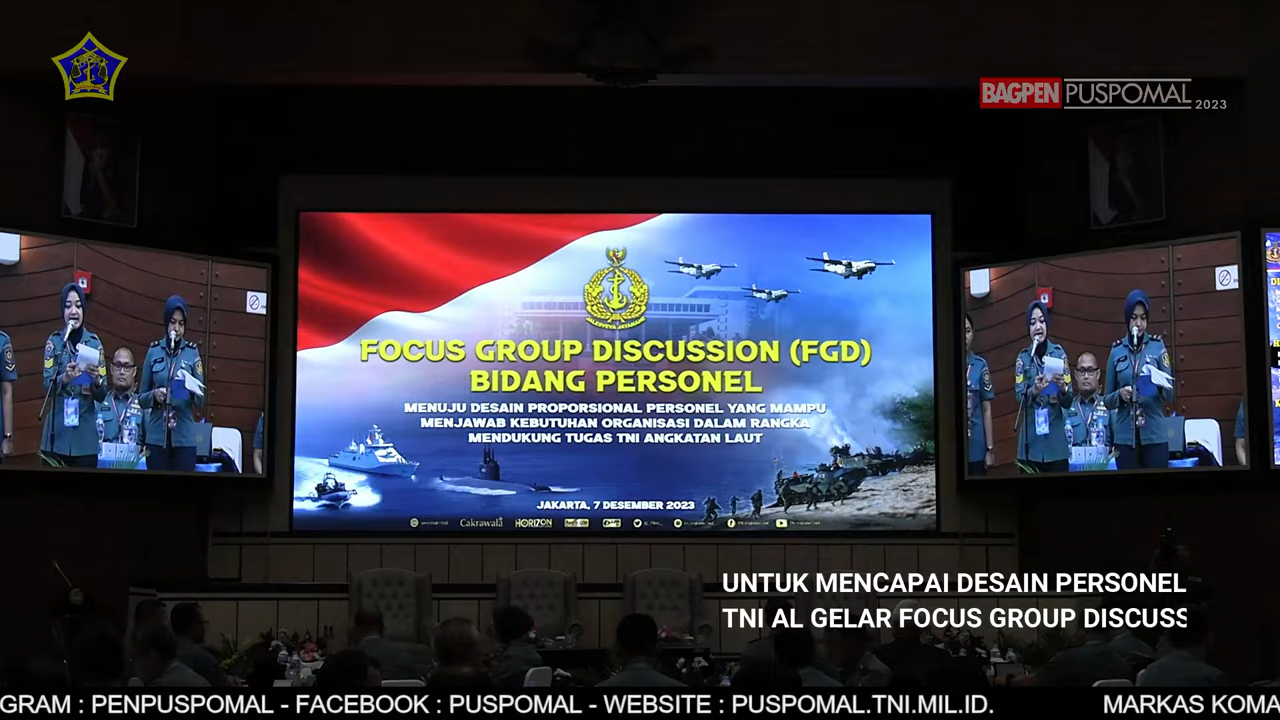 BAGPEN PUSPOMAL 2023
JALESVEVA JAYAMAHE
FOCUS GROUP DISCUSSION (FGD)
BIDANG PERSONEL
MENUJU DESAIN PROPORSIONAL PERSONEL YANG MAMPU
MENJAWAB KEBUTUHAN ORGANISASI DALAM RANGKA
MENDUKUNG TUGAS TNI ANGKATAN LAUT
JAKARTA, 7 DESEMBER 2023
Cakrawala HORIZON
UNTUK MENCAPAI DESAIN PERSONEL
TNI AL GELAR FOCUS GROUP DISCUSS
GRAM : PENPUSPOMAL - FACEBOOK : PUSPOMAL - WEBSITE : PUSPOMAL.TNI.MIL.ID. MARKAS KOMA